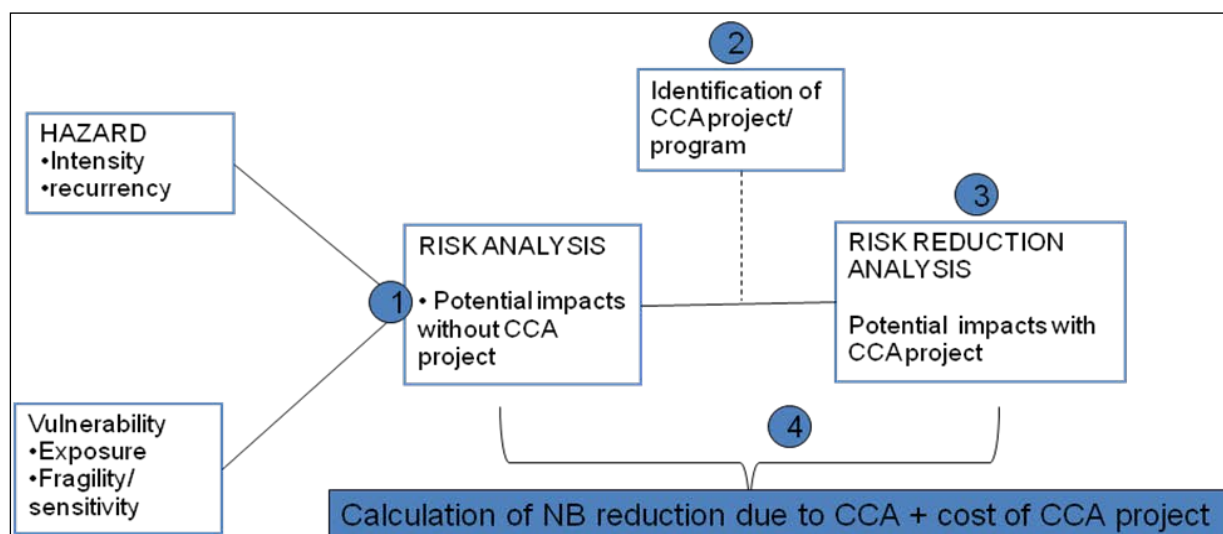 2
Identification of
CCA project/
program
HAZARD
•Intensity
•recurrency
3
RISK ANALYSIS
• Potential impacts
without CCA
project
1
RISK REDUCTION
ANALYSIS
Potential impacts with
CCA project
Vulnerability
•Exposure
•Fragility/
sensitivity
4
Calculation of NB reduction due to CCA + cost of CCA project